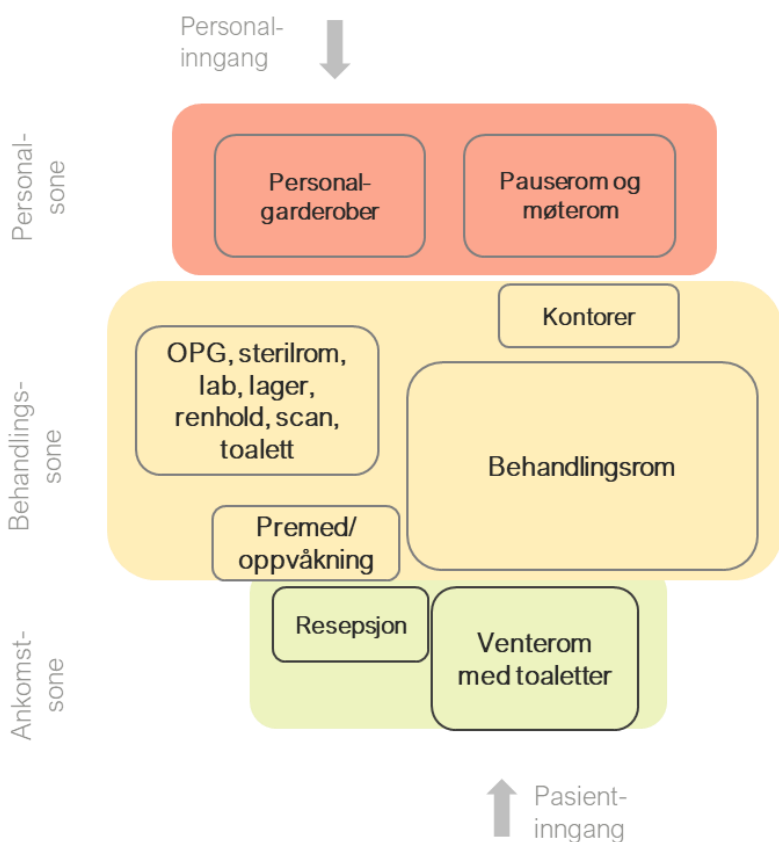 Personal-
inngang
Personal-
sone
Personal-
garderober
Pauserom og
møterom
Behandlings-
sone
Kontorer
OPG, sterilrom,
lab, lager,
renhold, scan,
toalett
Behandlingsrom
Premed/
oppvåkning
Ankomst-
sone
Resepsjon
Venterom
med toaletter
Pasient-
inngang